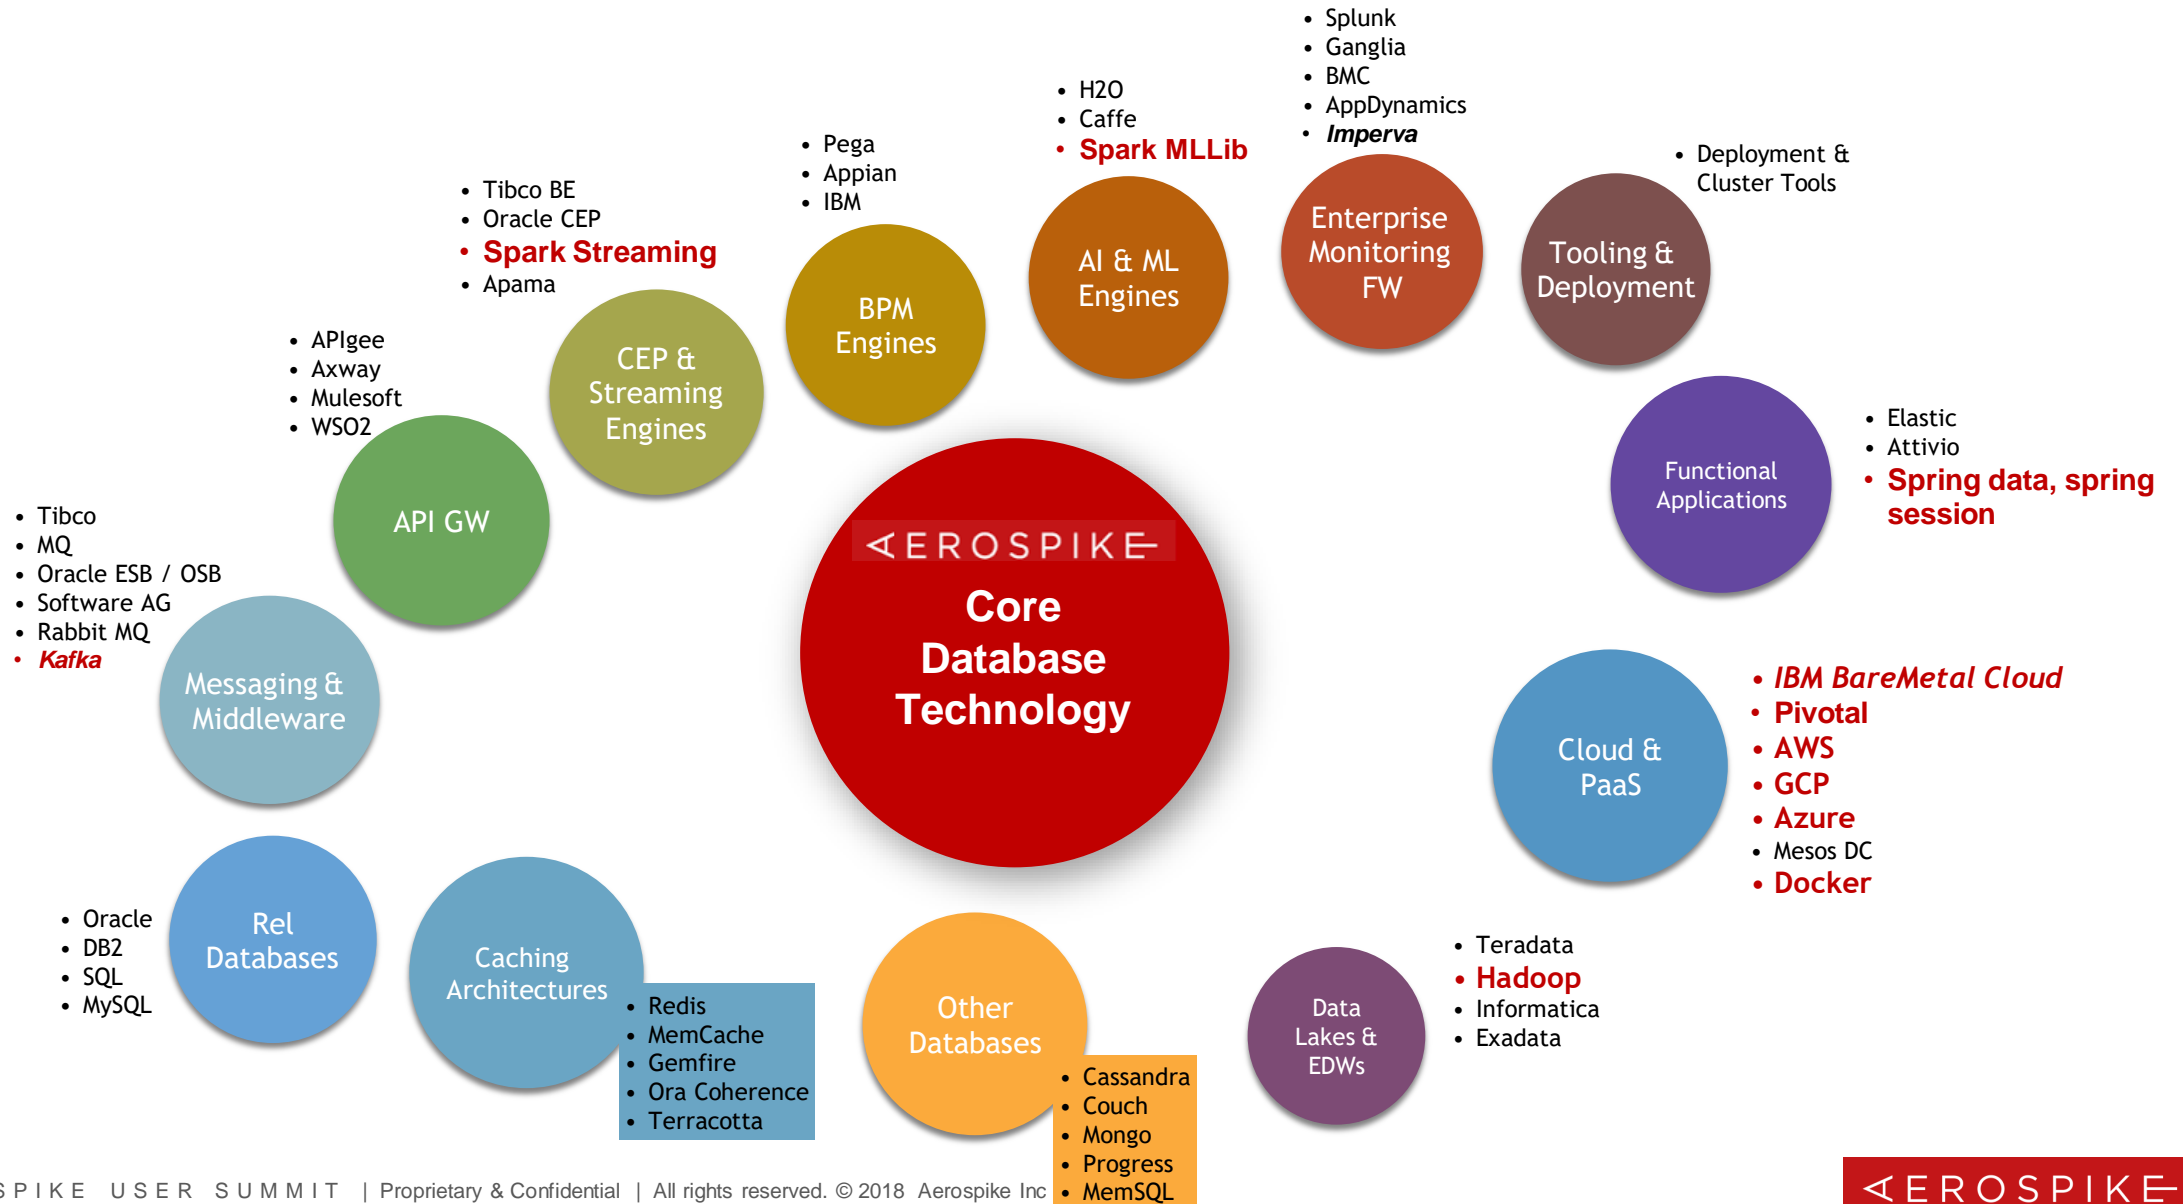 • Splunk
• Ganglia
• BMC
• AppDynamics
• Imperva
Enterprise
Monitoring
FW
• H2O
• Caffe
• Spark MLLib
AI & ML
Engines
• Pega
• Appian
• IBM
BPM
Engines
• Deployment &
Cluster Tools
Tooling &
Deployment
• Tibco BE
• Oracle CEP
• Spark Streaming
• Apama
CEP &
Streaming
Engines
• APIgee
• Axway
• Mulesoft
• WSO2
API GW
• Elastic
• Attivio
• Spring data, spring
session
Functional
Applications
• Tibco
• MQ
• Oracle ESB / OSB
• Software AG
• Rabbit MQ
• Kafka
Messaging &
Middleware
AEROSPIKE
Core
Database
Technology
Cloud &
PaaS
• IBM BareMetal Cloud
• Pivotal
• AWS
• GCP
• Azure
• Mesos DC
• Docker
• Oracle
• DB2
• SQL
• MySQL
Rel
Databases
Caching
Architectures
• Redis
• MemCache
• Gemfire
• Ora Coherence
• Terracotta
Other
Databases
• Cassandra
• Couch
• Mongo
• Progress
• MemSQL
Data
Lakes &
EDWs
• Teradata
• Hadoop
• Informatica
• Exadata
SPIKE USER SUMMIT | Proprietary & Confidential | All rights reserved. © 2018 Aerospike Inc
AEROSPIKE